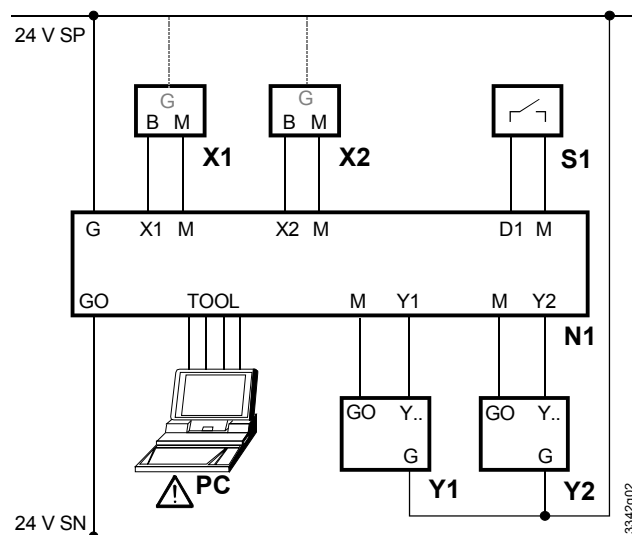 24 V SP
G G
B M B M
X1 X2 S1
G X1 M X2 M D1 M
GO TOOL M Y1 M Y2
N1
GO Y.. GO Y..
G G
PC Y1 Y2
24 V SN
3342g02